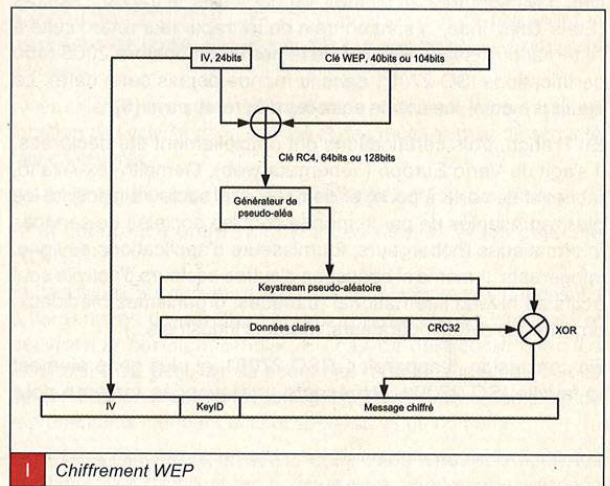 IV, 24bits
Clé WEP, 40bits ou 104bits
Clé RC4, 64bits ou 128bits
Générateur de
pseudo-aléa
Keystream pseudo-aléatoire
Données claires
CRC32
XOR
IV
KeyID
Message chiffré
I
Chiffrement WEP